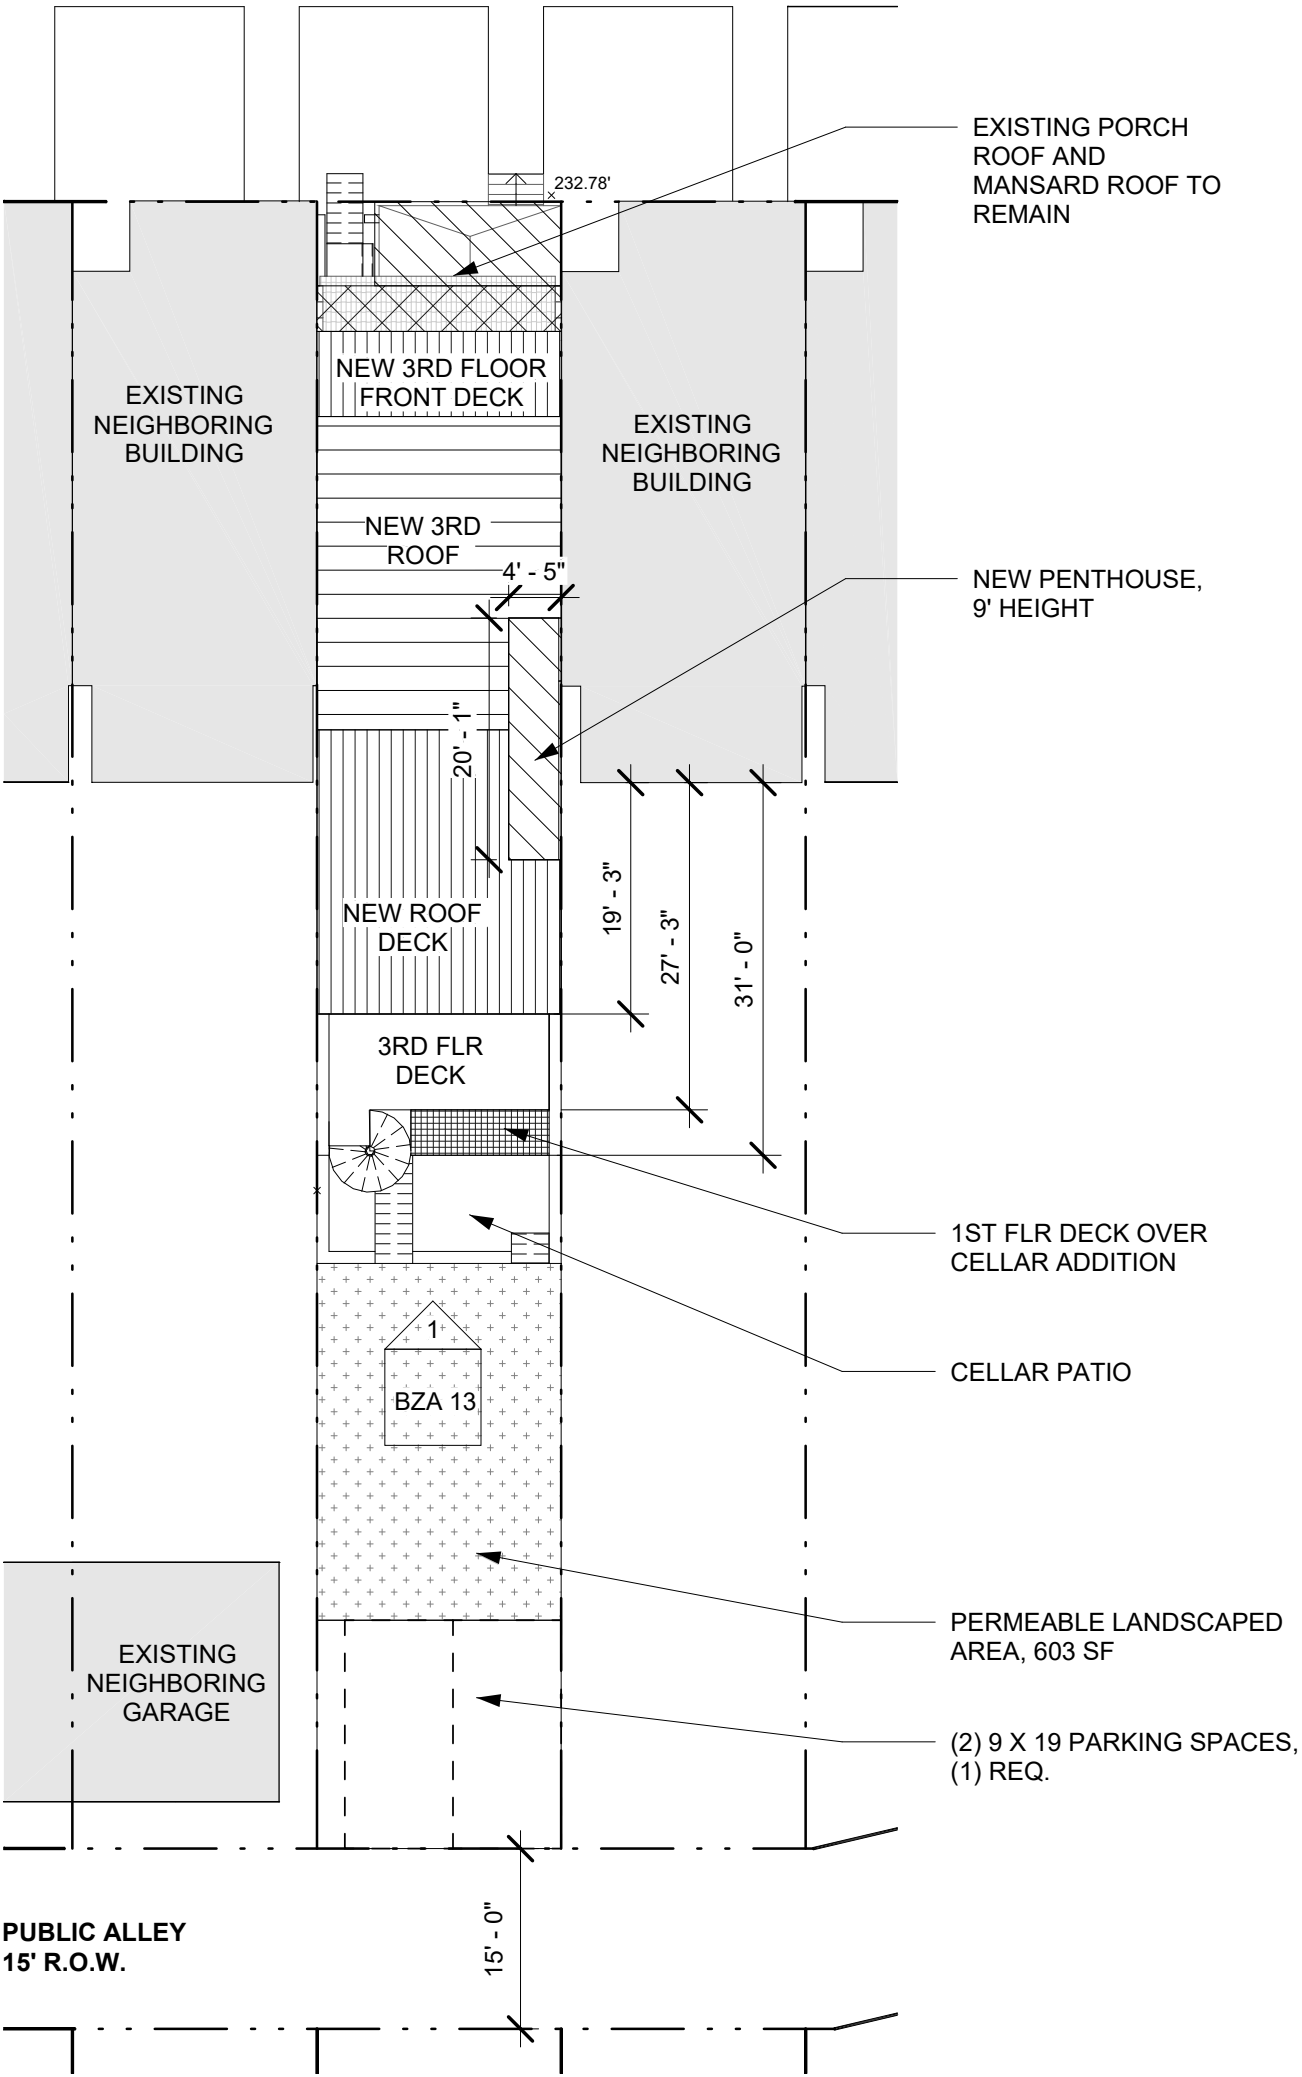 EXISTING PORCH
ROOF AND
MANSARD ROOF TO
REMAIN
232.78'
NEW 3RD FLOOR
FRONT DECK
EXISTING
NEIGHBORING
BUILDING
EXISTING
NEIGHBORING
BUILDING
NEW 3RD
ROOF
4' - 5"
NEW PENTHOUSE,
9' HEIGHT
20' - 1"
19' - 3"
27' - 3"
31' - 0"
NEW ROOF
DECK
3RD FLR
DECK
1ST FLR DECK OVER
CELLAR ADDITION
1
BZA 13
CELLAR PATIO
EXISTING
NEIGHBORING
GARAGE
PERMEABLE LANDSCAPED
AREA, 603 SF
(2) 9 X 19 PARKING SPACES,
(1) REQ.
PUBLIC ALLEY
15' R.O.W.
15' - 0"